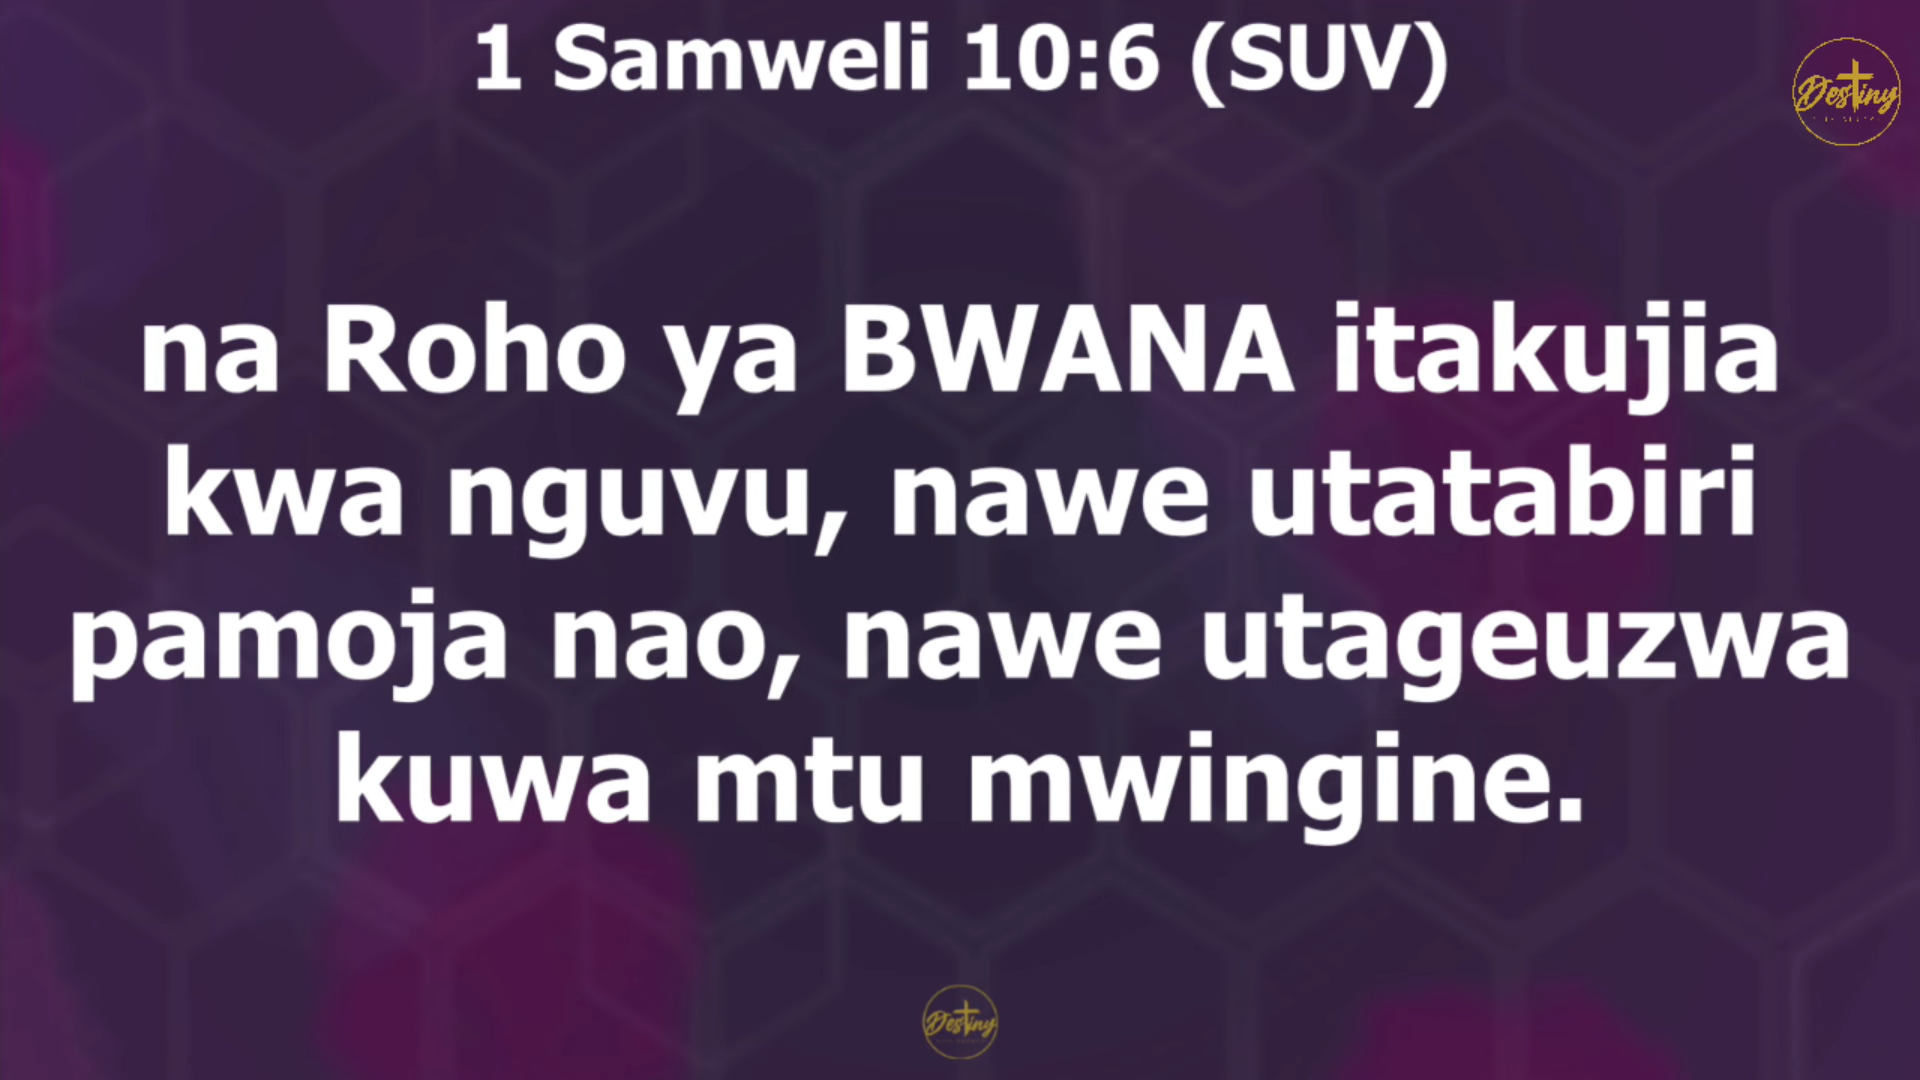 1 Samweli 10:6 (SUV)
Destiny
na Roho ya BWANA itakujia
kwa nguvu, nawe utatabiri
pamoja nao, nawe utageuzwa
kuwa mtu mwingine.
Destiny